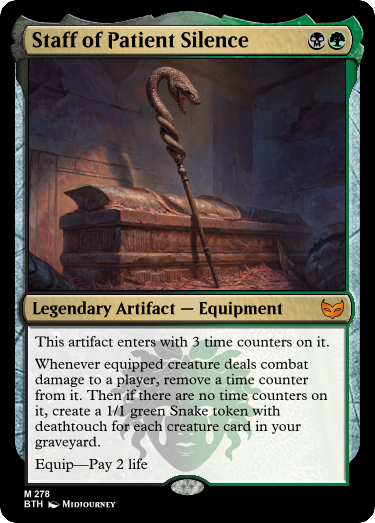 Staff of Patient Silence
Legendary Artifact — Equipment
This artifact enters with 3 time counters on it.
Whenever equipped creature deals combat
damage to a player, remove a time counter
from it. Then if there are no time counters on
it, create a 1/1 green Snake token with
deathtouch for each creature card in your
graveyard.
Equip—Pay 2 life
M 278
BTH Midjourney